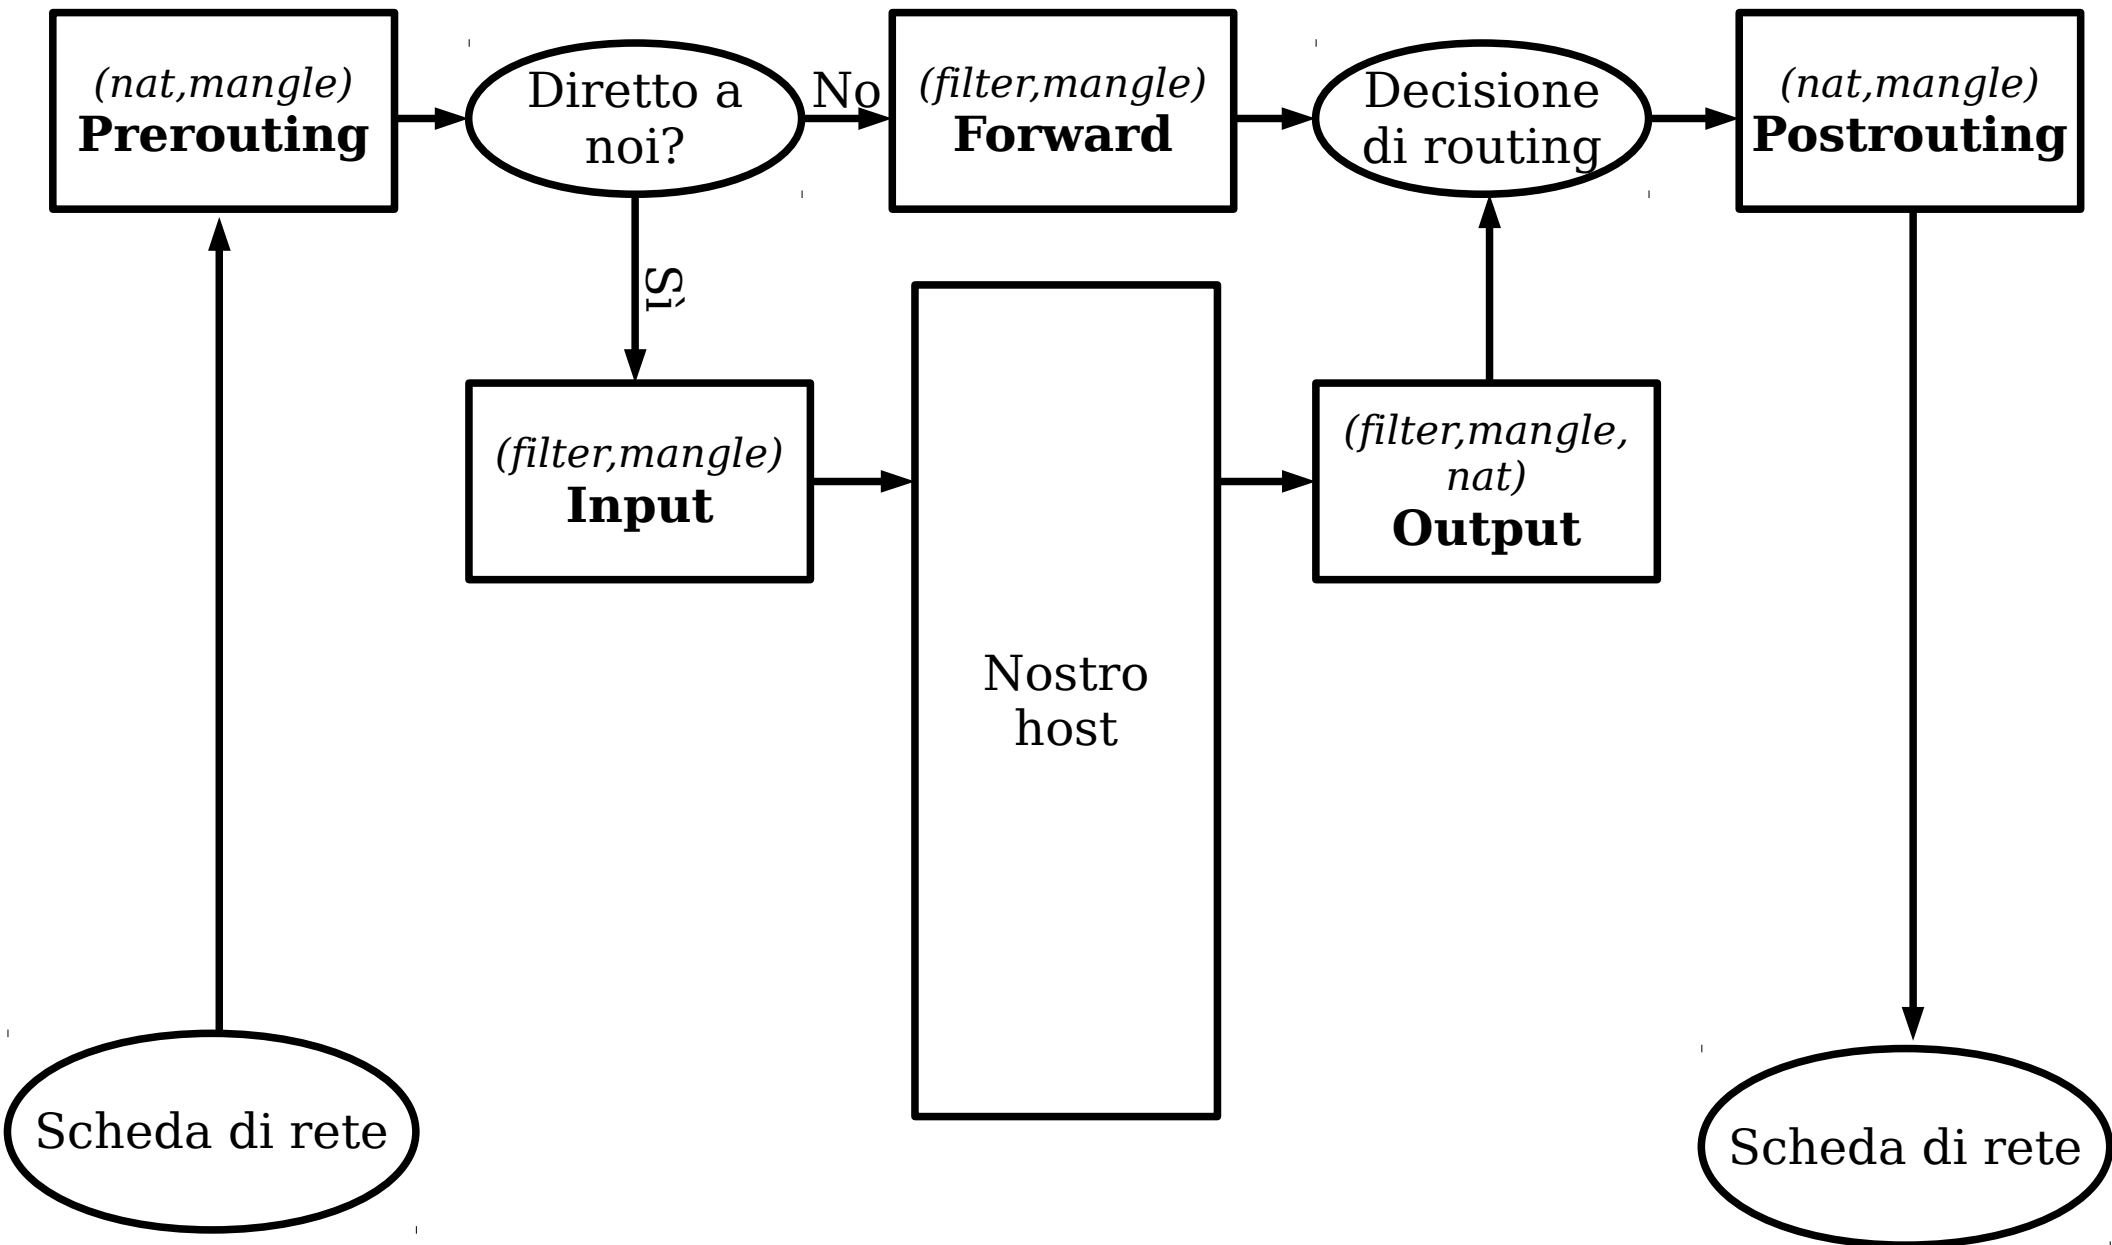 (nat,mangle)
Prerouting
Diretto a
noi?
No
(filter,mangle)
Forward
Decisione
di routing
(nat,mangle)
Postrouting
Sì
(filter,mangle)
Input
Nostro
host
(filter,mangle,
nat)
Output
Scheda di rete
Scheda di rete